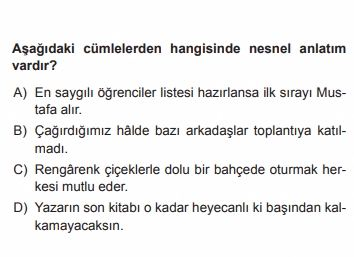 Aşağıdaki cümlelerden hangisinde nesnel anlatım
vardır?
A) En saygılı öğrenciler listesi hazırlansa ilk sırayı Mus-
tafa alır.
B) Çağırdığımız hâlde bazı arkadaşlar toplantıya katıl-
madı.
C) Rengârenk çiçeklerle dolu bir bahçede oturmak her-
kesi mutlu eder.
D) Yazarın son kitabı o kadar heyecanlı ki başından kal-
kamayacaksın.